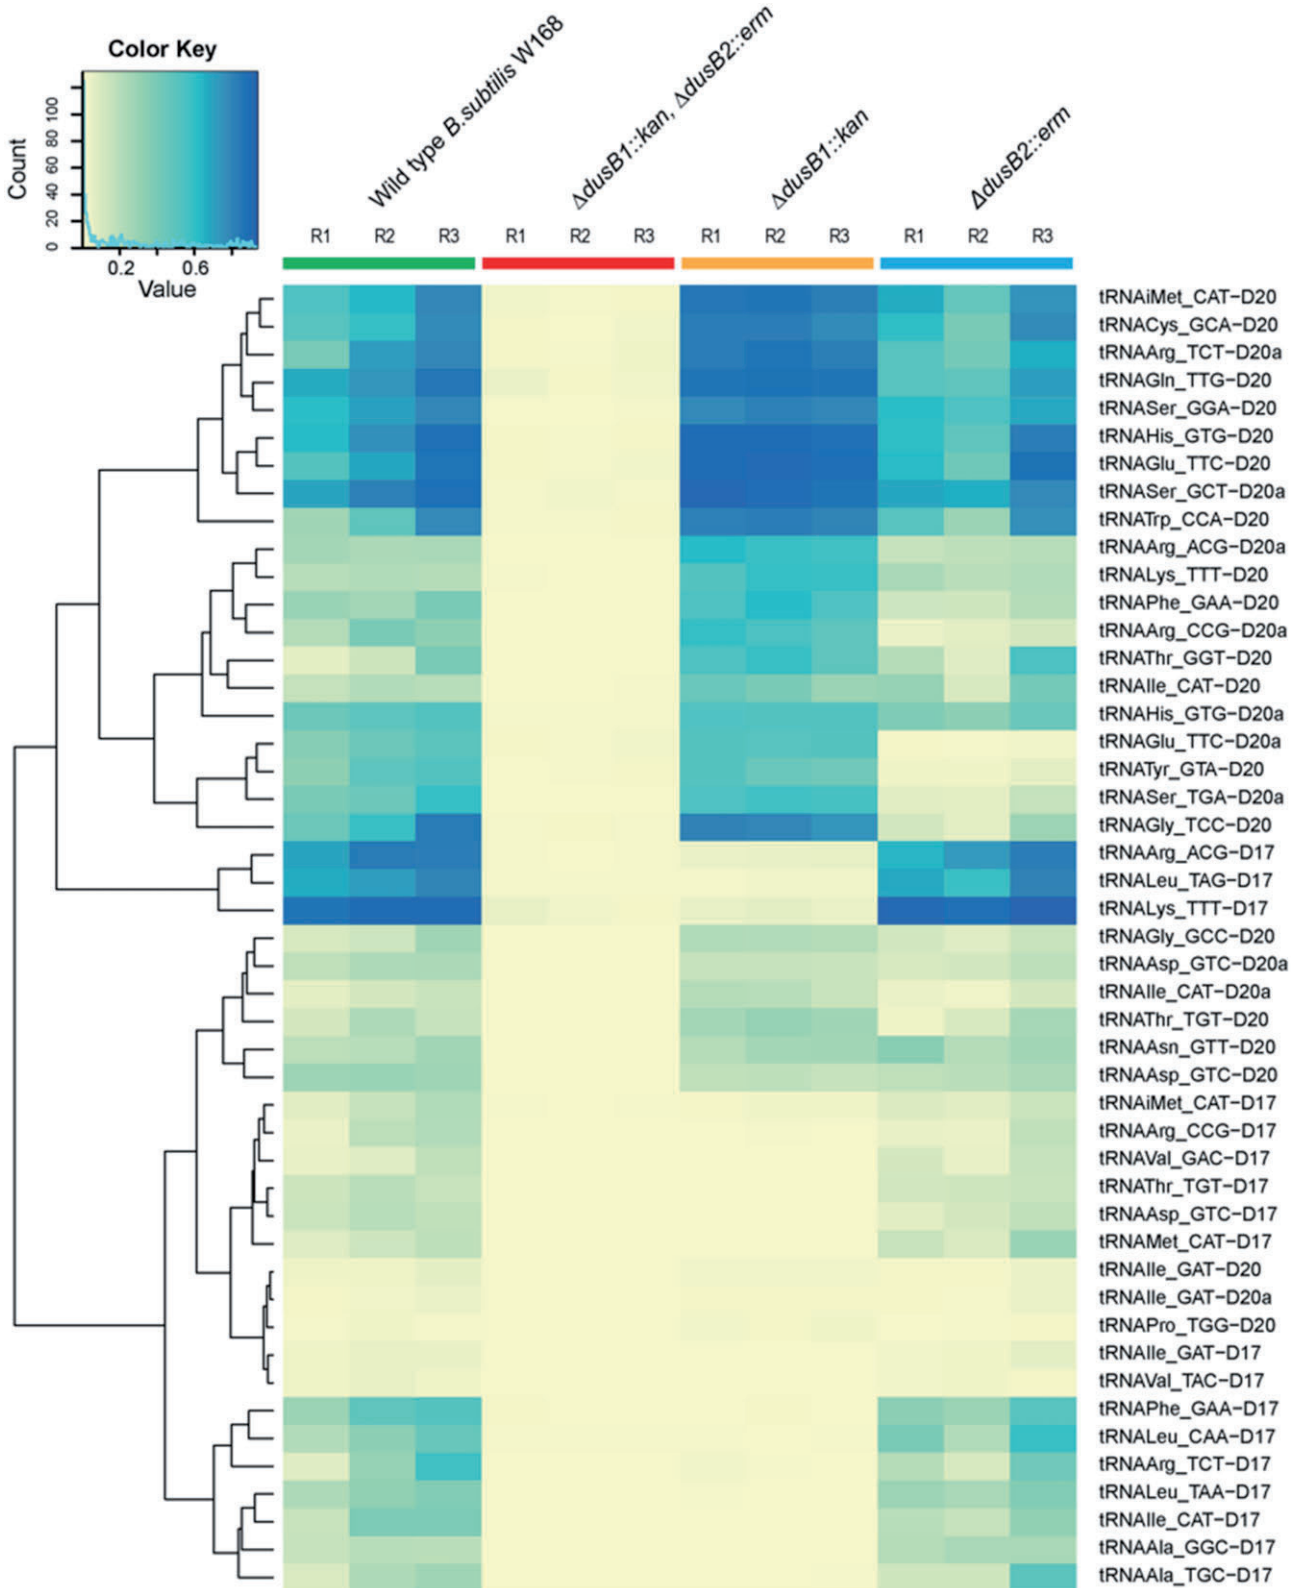 Color Key
Count
0 20 40 60 80 100
0.2 0.6
Value
Wild type B.subtilis W168
ΔdusB1::kan, ΔdusB2::erm
ΔdusB1::kan
ΔdusB2::erm
R1 R2 R3 R1 R2 R3 R1 R2 R3 R1 R2 R3
tRNAiMet_CAT-D20
tRNACys_GCA-D20
tRNAArg_TCT-D20a
tRNAGln_TTG-D20
tRNASer_GGA-D20
tRNAHis_GTG-D20
tRNAGlu_TTC-D20
tRNASer_GCT-D20a
tRNATrp_CCA-D20
tRNAArg_ACG-D20a
tRNALys_TTT-D20
tRNAPhe_GAA-D20
tRNAArg_CCG-D20a
tRNAThr_GGT-D20
tRNAIle_CAT-D20
tRNAHis_GTG-D20a
tRNAGlu_TTC-D20a
tRNATyr_GTA-D20
tRNASer_TGA-D20a
tRNAGly_TCC-D20
tRNAArg_ACG-D17
tRNALeu_TAG-D17
tRNALys_TTT-D17
tRNAGly_GCC-D20
tRNAAsp_GTC-D20a
tRNAIle_CAT-D20a
tRNAThr_TGT-D20
tRNAAsn_GTT-D20
tRNAAsp_GTC-D20
tRNAiMet_CAT-D17
tRNAArg_CCG-D17
tRNAVal_GAC-D17
tRNAThr_TGT-D17
tRNAAsp_GTC-D17
tRNAMet_CAT-D17
tRNAIle_GAT-D20
tRNAIle_GAT-D20a
tRNAPro_TGG-D20
tRNAIle_GAT-D17
tRNAVal_TAC-D17
tRNAPhe_GAA-D17
tRNALeu_CAA-D17
tRNAArg_TCT-D17
tRNALeu_TAA-D17
tRNAIle_CAT-D17
tRNAAla_GGC-D17
tRNAAla_TGC-D17